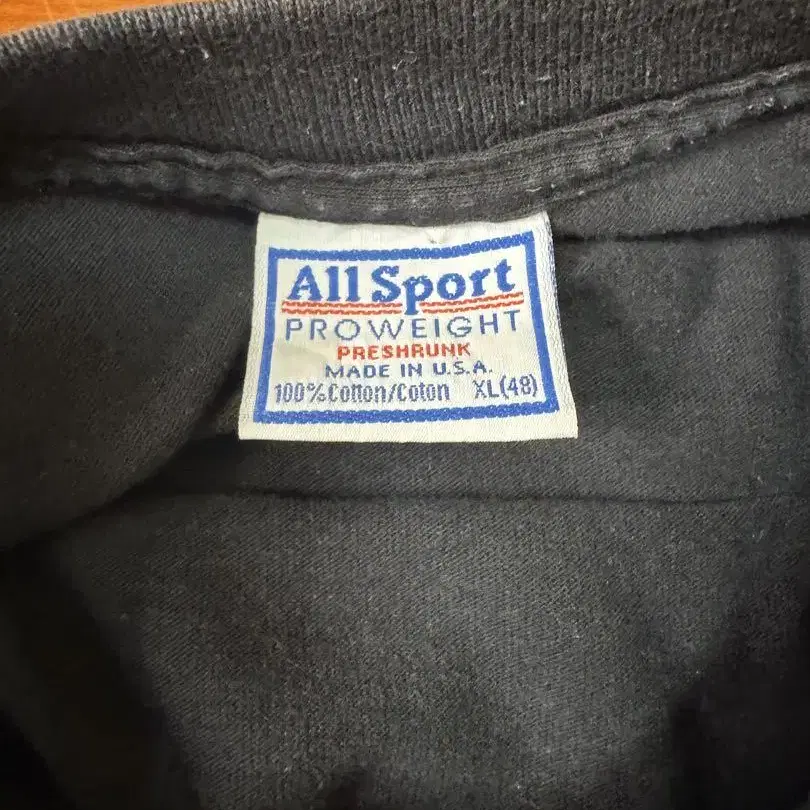 All Sport
PROWEIGHT
PRESHRUNK
MADE IN U.S.A.
100% Cotton/Coton XL(48)